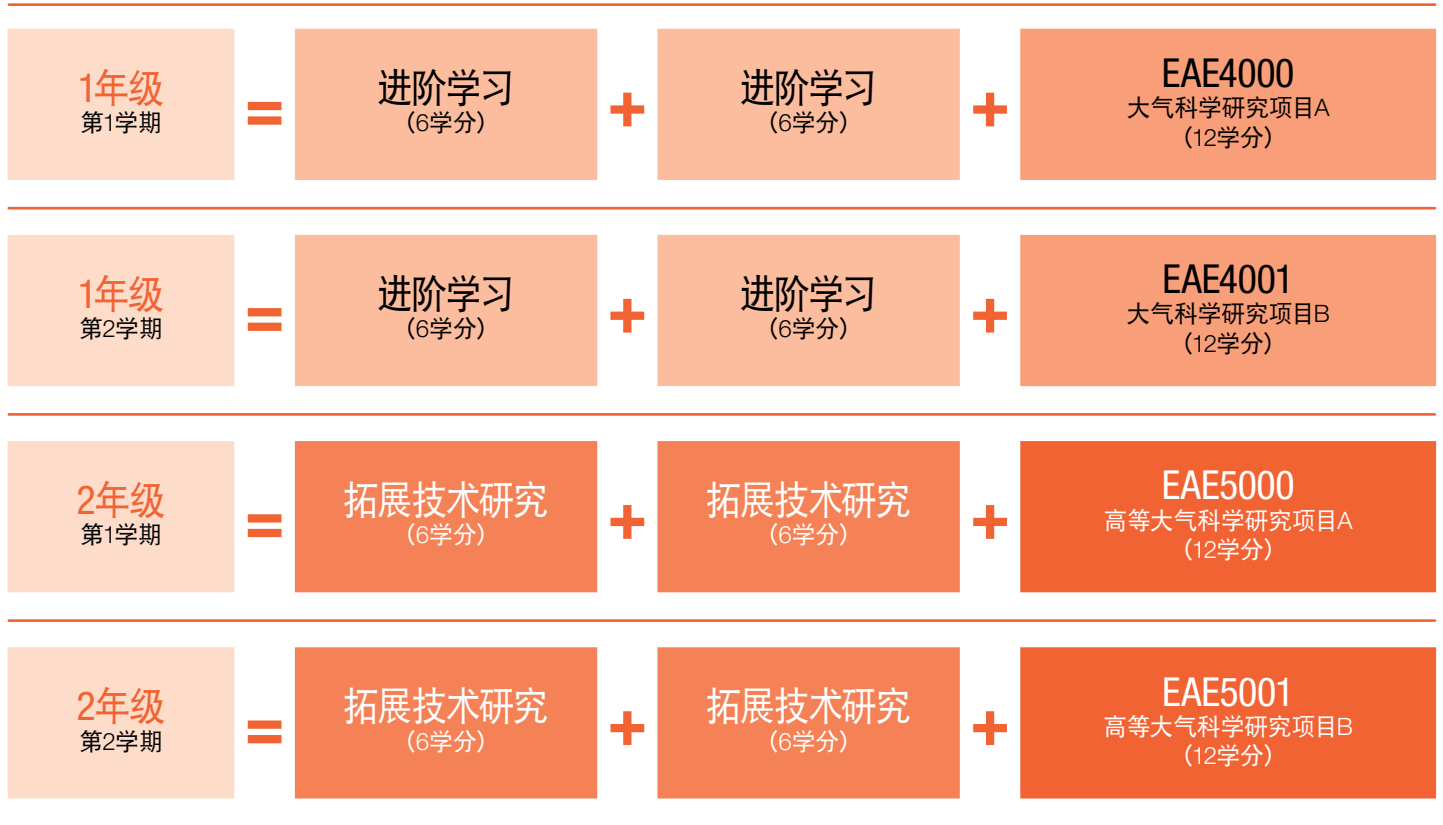 1年级
第1学期
=
进阶学习
(6学分)
+
进阶学习
(6学分)
+
EAE4000
大气科学研究项目A
(12学分)
1年级
第2学期
=
进阶学习
(6学分)
+
进阶学习
(6学分)
+
EAE4001
大气科学研究项目B
(12学分)
2年级
第1学期
=
拓展技术研究
(6学分)
+
拓展技术研究
(6学分)
+
EAE5000
高等大气科学研究项目A
(12学分)
2年级
第2学期
=
拓展技术研究
(6学分)
+
拓展技术研究
(6学分)
+
EAE5001
高等大气科学研究项目B
(12学分)